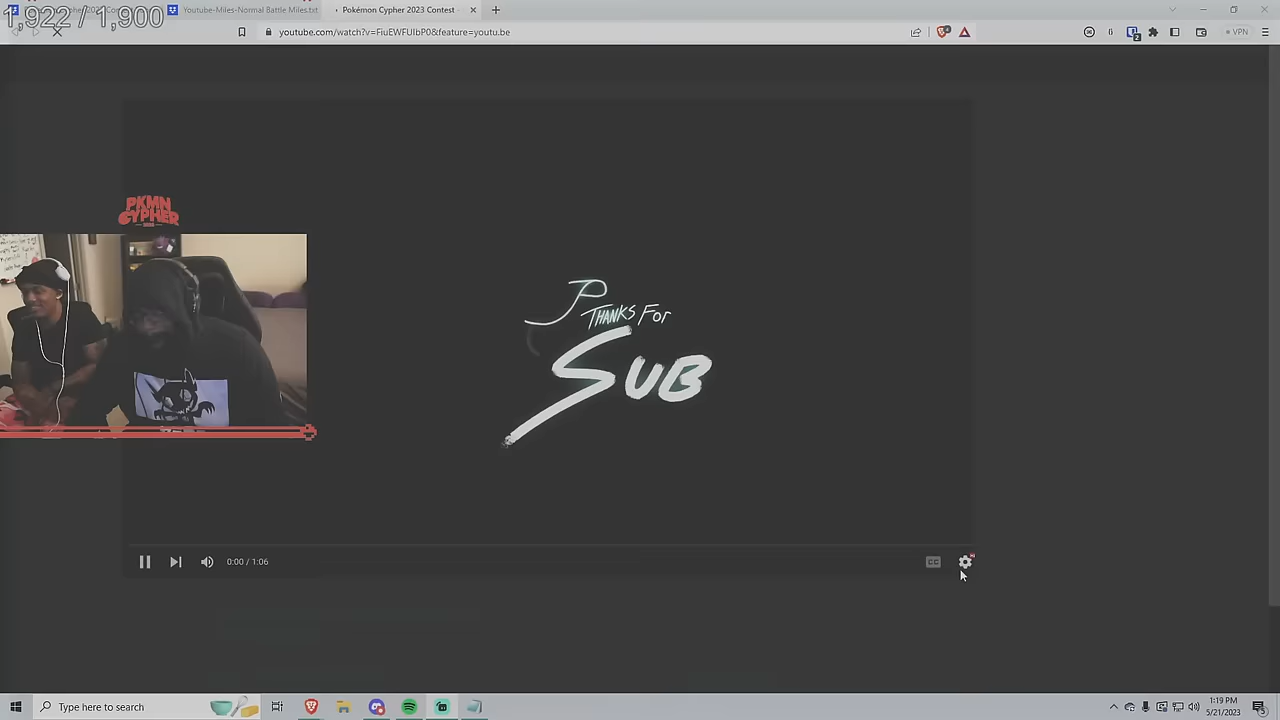 1,922 / 1,900
Youtube-Miles-Normal Battle Miles.txt
Pokémon Cypher 2023 Contest
youtube.com/watch?v=FiuEWFUIbP0&feature=youtu.be
2
VPN
PKMN
CYPHER
THANKS FOR
SUB
0:00 / 1:06
CC
Type here to search
1:19 PM
5/21/2023